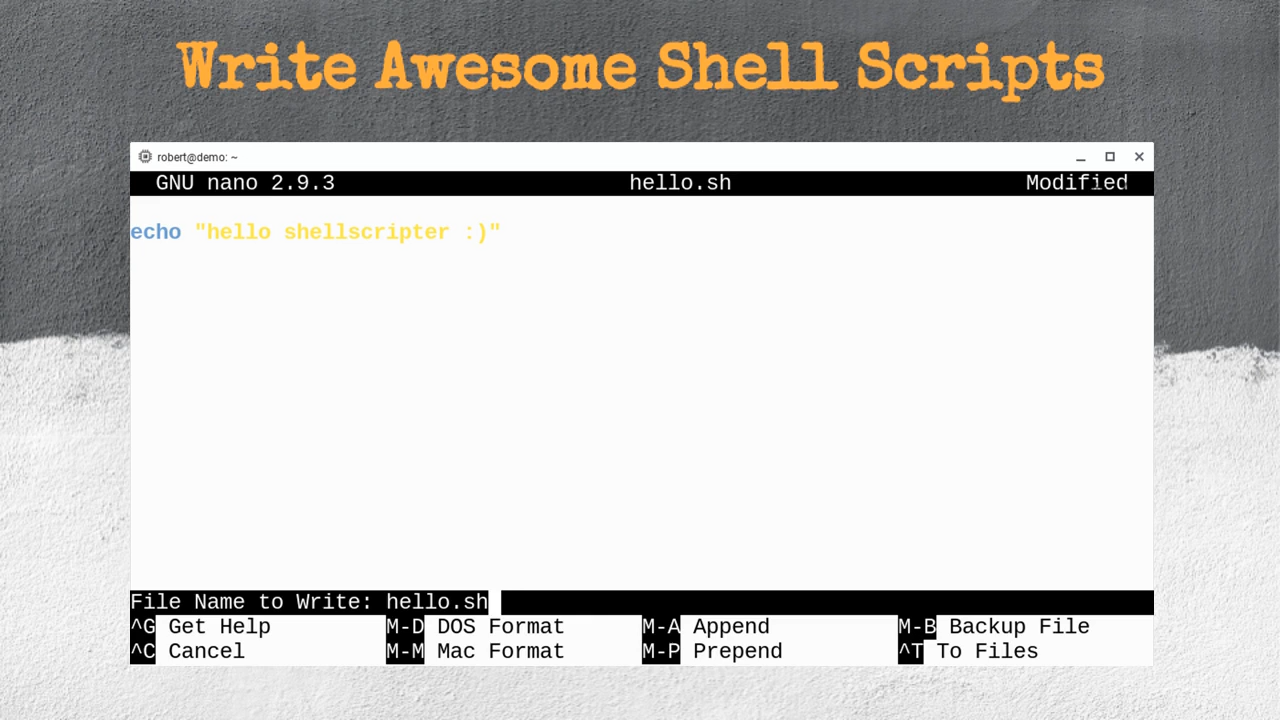 Write Awesome Shell Scripts
robert@demo: ~
GNU nano 2.9.3 hello.sh Modified
echo "hello shellscripter :)"
File Name to Write: hello.sh
^G Get Help M-D DOS Format M-A Append M-B Backup File
^C Cancel M-M Mac Format M-P Prepend ^T To Files